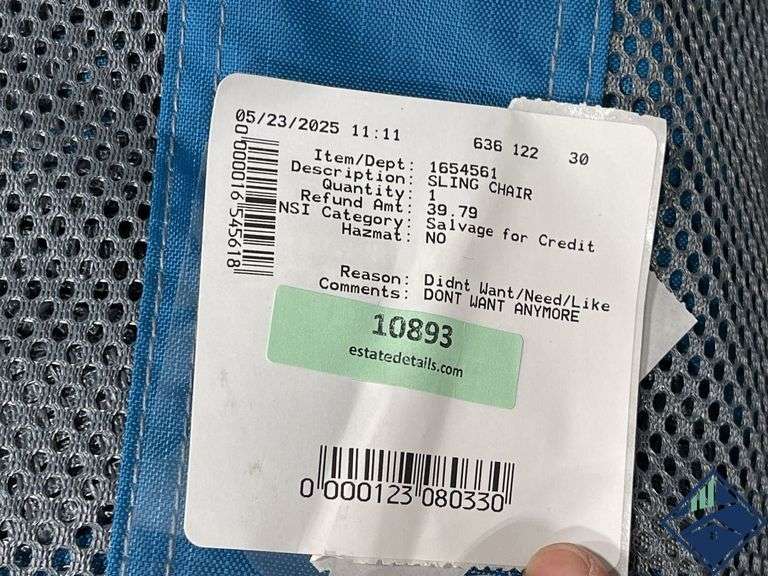 05/23/2025 11:11 636 122 30
0000016545618
Item/Dept: 1654561
Description: SLING CHAIR
Quantity: 1
Refund Amt: 39.79
NSI Category: Salvage for Credit
Hazmat: NO
Reason: Didnt Want/Need/Like
Comments: DONT WANT ANYMORE
10893
estatedetails.com
0 000123 080330